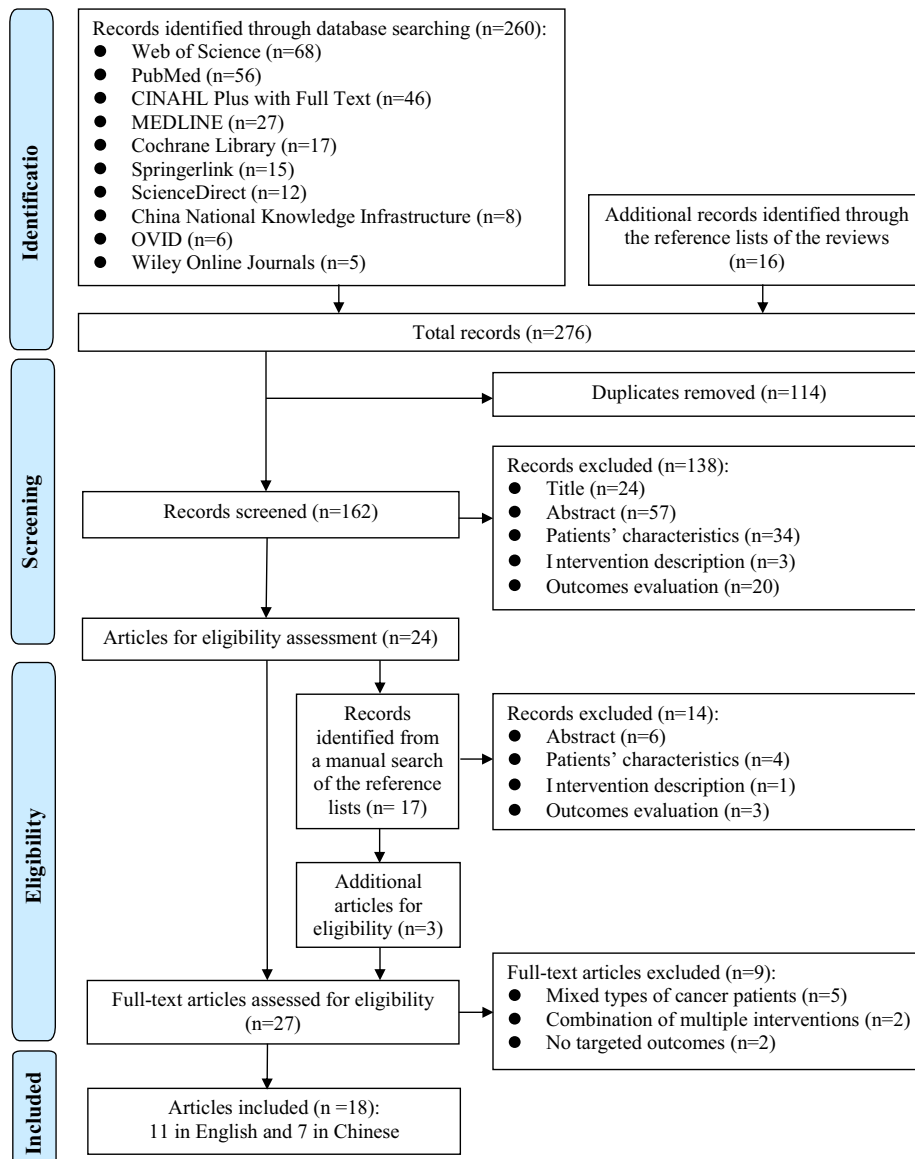 Identificatio
Records identified through database searching (n=260):
● Web of Science (n=68)
● PubMed (n=56)
● CINAHL Plus with Full Text (n=46)
● MEDLINE (n=27)
● Cochrane Library (n=17)
● Springerlink (n=15)
● ScienceDirect (n=12)
● China National Knowledge Infrastructure (n=8)
● OVID (n=6)
● Wiley Online Journals (n=5)
Additional records identified through
the reference lists of the reviews
(n=16)
Total records (n=276)
Screening
Duplicates removed (n=114)
Records screened (n=162)
Records excluded (n=138):
● Title (n=24)
● Abstract (n=57)
● Patients' characteristics (n=34)
● Intervention description (n=3)
● Outcomes evaluation (n=20)
Articles for eligibility assessment (n=24)
Eligibility
Records
identified from
a manual search
of the reference
lists (n= 17)
Records excluded (n=14):
● Abstract (n=6)
● Patients' characteristics (n=4)
● Intervention description (n=1)
● Outcomes evaluation (n=3)
Additional
articles for
eligibility (n=3)
Full-text articles assessed for eligibility
(n=27)
Full-text articles excluded (n=9):
● Mixed types of cancer patients (n=5)
● Combination of multiple interventions (n=2)
● No targeted outcomes (n=2)
Included
Articles included (n =18):
11 in English and 7 in Chinese